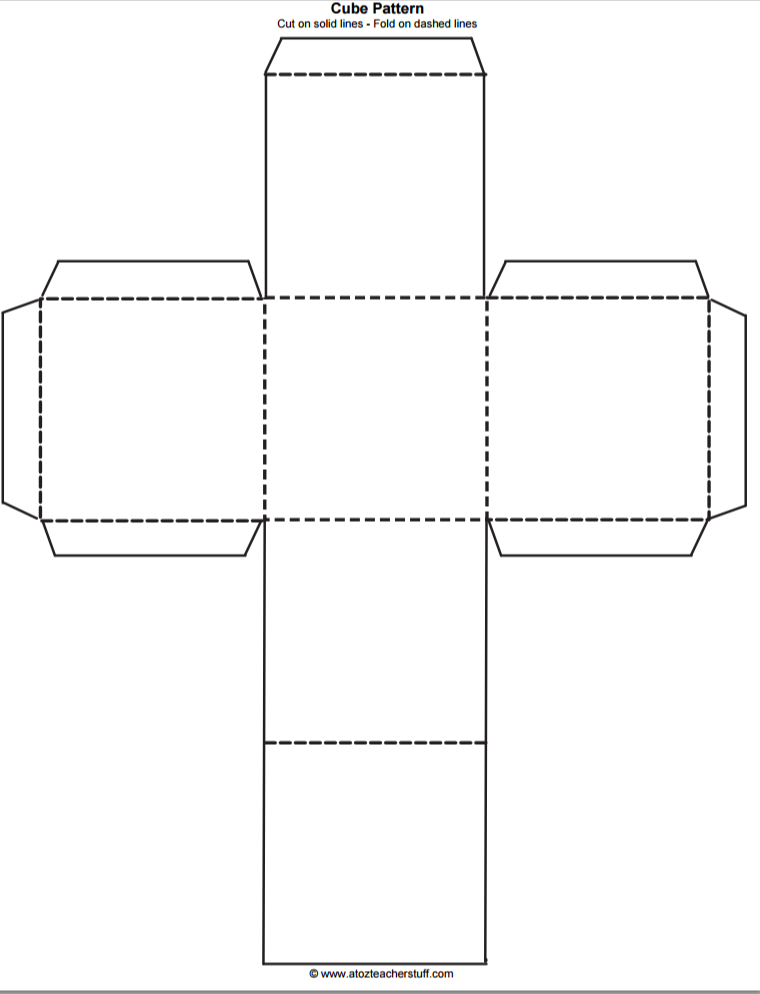 Cube Pattern
Cut on solid lines - Fold on dashed lines
© www.atozteacherstuff.com